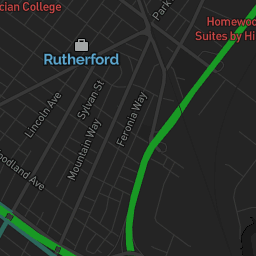 cian College
Park
Homewoo
Suites by Hi
Rutherford
Lincoln Ave
Sylvan St
Feronia Way
Mountain Way
oodland Ave